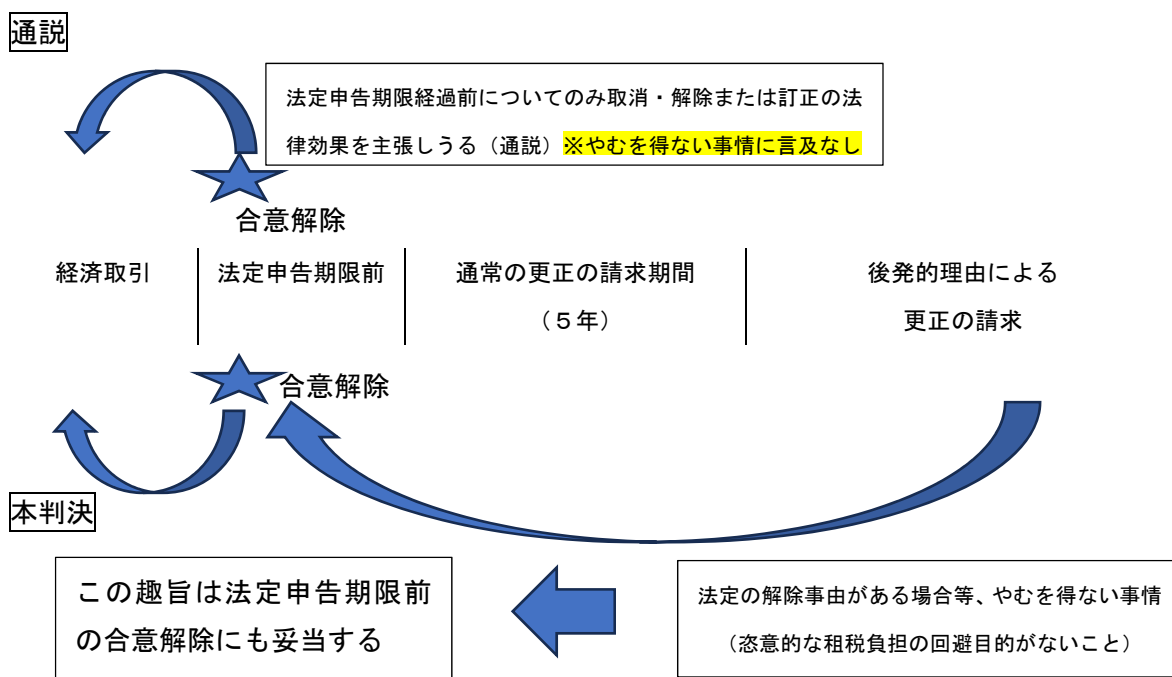 通説
法定申告期限経過前についてのみ取消・解除または訂正の法
律効果を主張しうる（通説）※やむを得ない事情に言及なし
合意解除
経済取引
法定申告期限前
通常の更正の請求期間
（５年）
後発的理由による
更正の請求
合意解除
本判決
この趣旨は法定申告期限前
の合意解除にも妥当する
法定の解除事由がある場合等、やむを得ない事情
（恣意的な租税負担の回避目的がないこと）